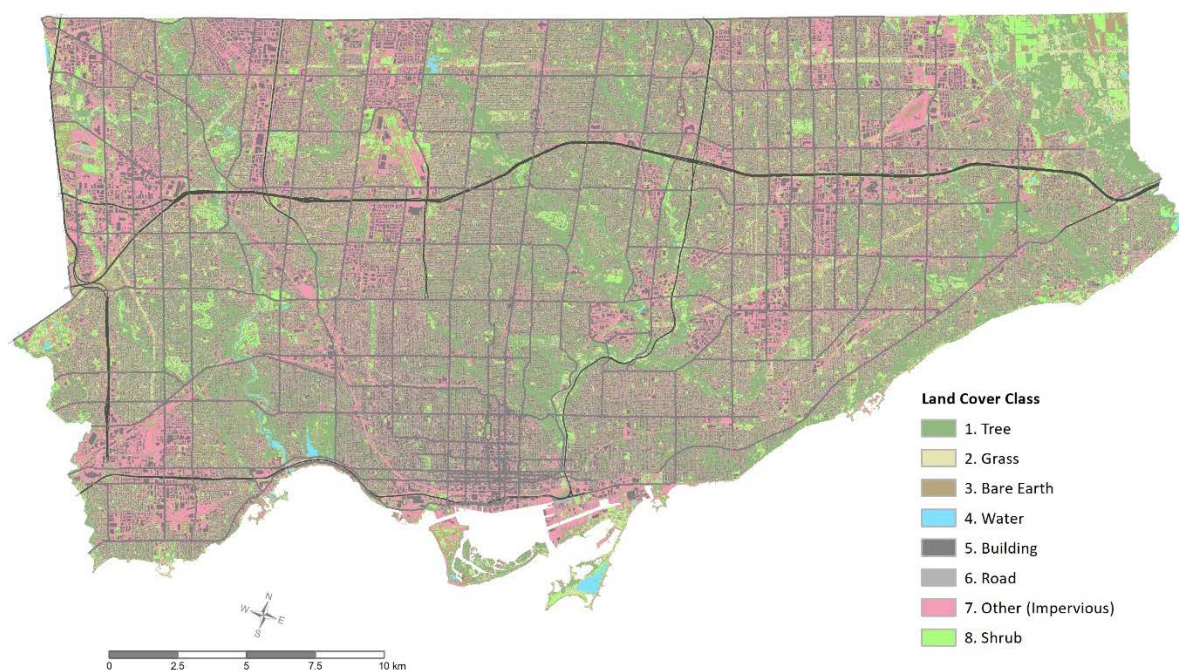 Land Cover Class
1. Tree
2. Grass
3. Bare Earth
4. Water
5. Building
6. Road
7. Other (Impervious)
8. Shrub
N
W
E
S
0 2.5 5 7.5 10 km